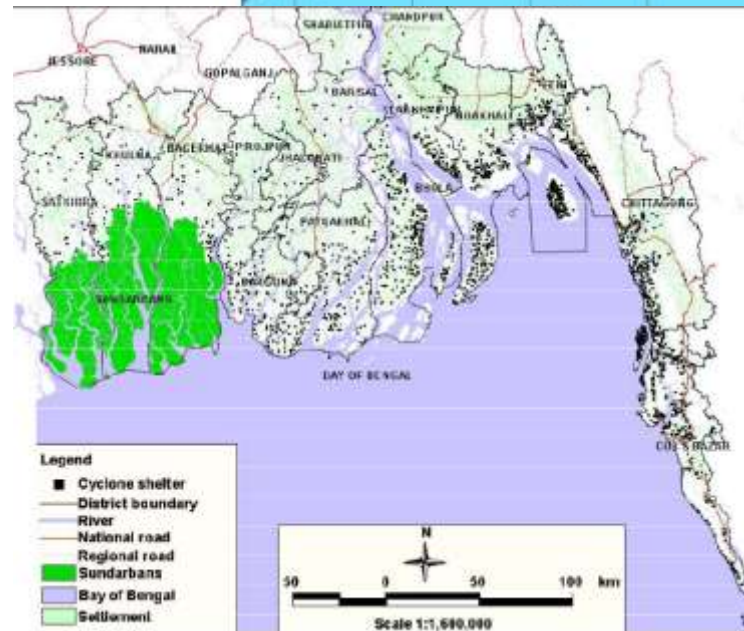 SHARIATPUR
CHANDPUR
NARAIL
JESSORE
GOPALGANJ
BARISAL
LAKSHMIPUR
NOAKHALI
FENI
KHULNA
BAGERHAT
PIROJPUR
JHALOKATI
BHOLA
SATKHIRA
CHITTAGONG
PATUAKHALI
BARGUNA
SUNDARBANS
BAY OF BENGAL
COX'S BAZAR
Legend
Cyclone shelter
District boundary
River
National road
Regional road
Sundarbans
Bay of Bengal
Settlement
N
50 0 50 100 km
Scale 1:1,600,000